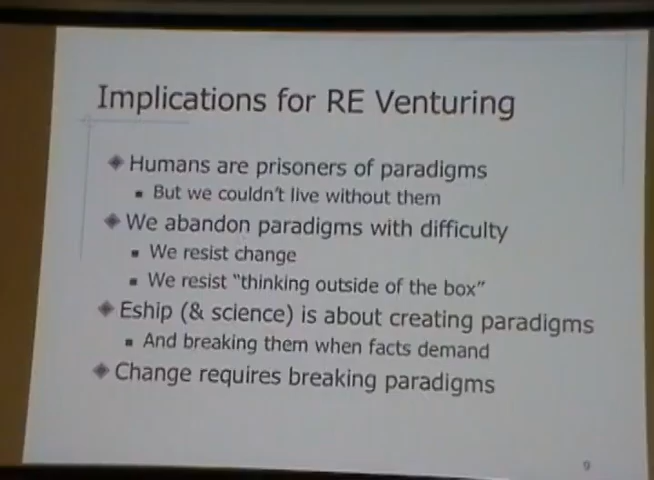 Implications for RE Venturing
Humans are prisoners of paradigms
But we couldn't live without them
We abandon paradigms with difficulty
We resist change
We resist "thinking outside of the box"
Eship (& science) is about creating paradigms
And breaking them when facts demand
Change requires breaking paradigms
9